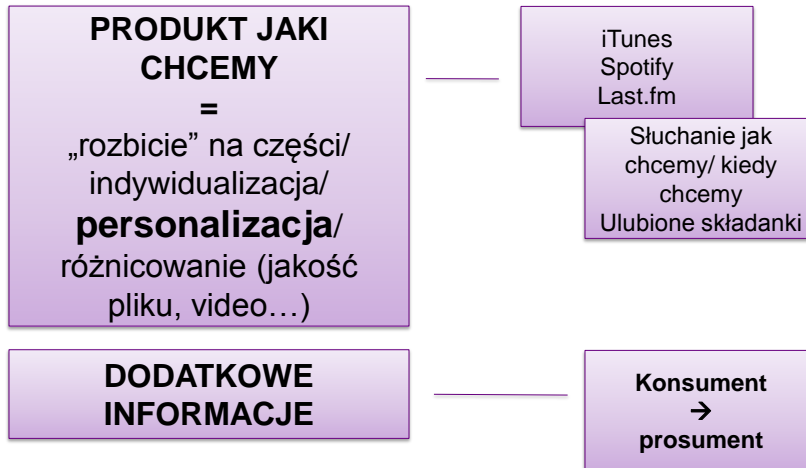 PRODUKT JAKI
CHCEMY
=
„rozbicie” na części/
indywidualizacja/
personalizacja/
różnicowanie (jakość
pliku, video…)
iTunes
Spotify
Last.fm
Słuchanie jak
chcemy/ kiedy
chcemy
Ulubione składanki
DODATKOWE
INFORMACJE
Konsument
→
prosument